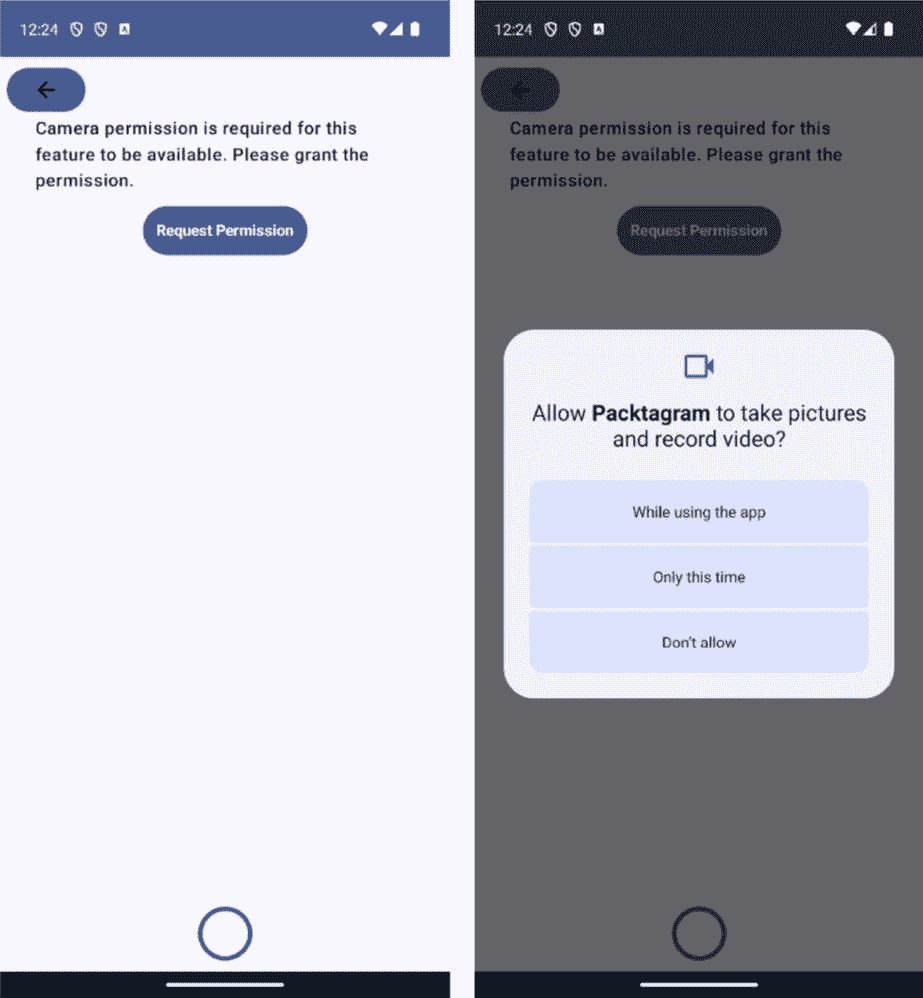 12:24
Camera permission is required for this
feature to be available. Please grant the
permission.
Request Permission
12:24
Camera permission is required for this
feature to be available. Please grant the
permission.
Request Permission
Allow Packtagram to take pictures
and record video?
While using the app
Only this time
Don't allow